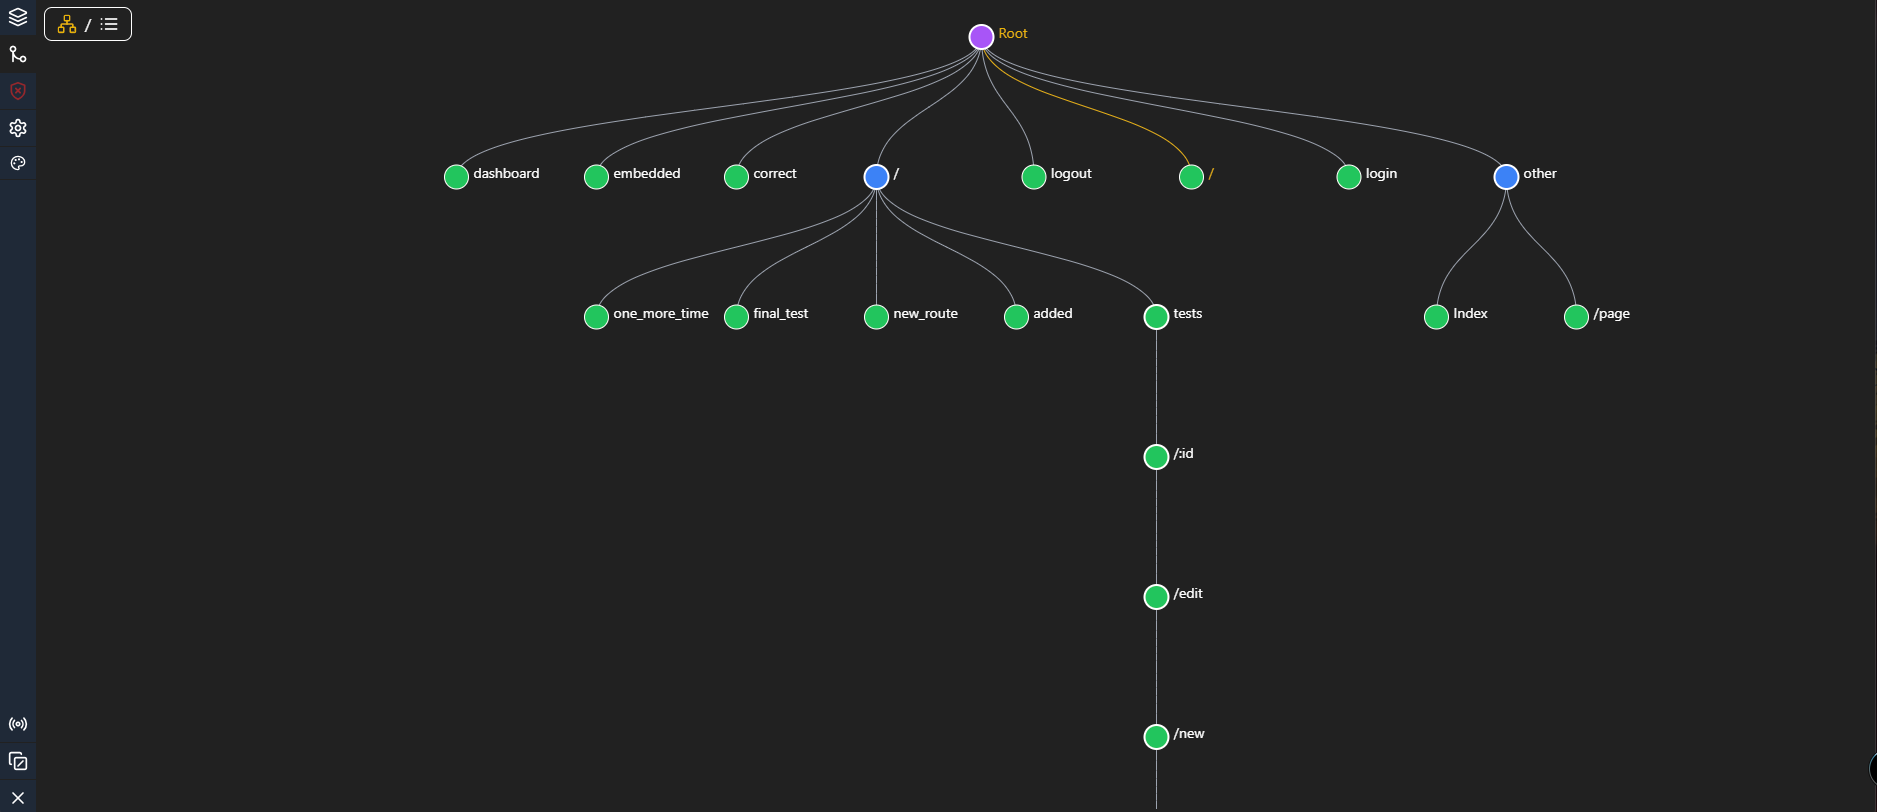 /
Root
dashboard
embedded
correct
/
logout
/
login
other
one_more_time
final_test
new_route
added
tests
Index
/page
/:id
/edit
/new